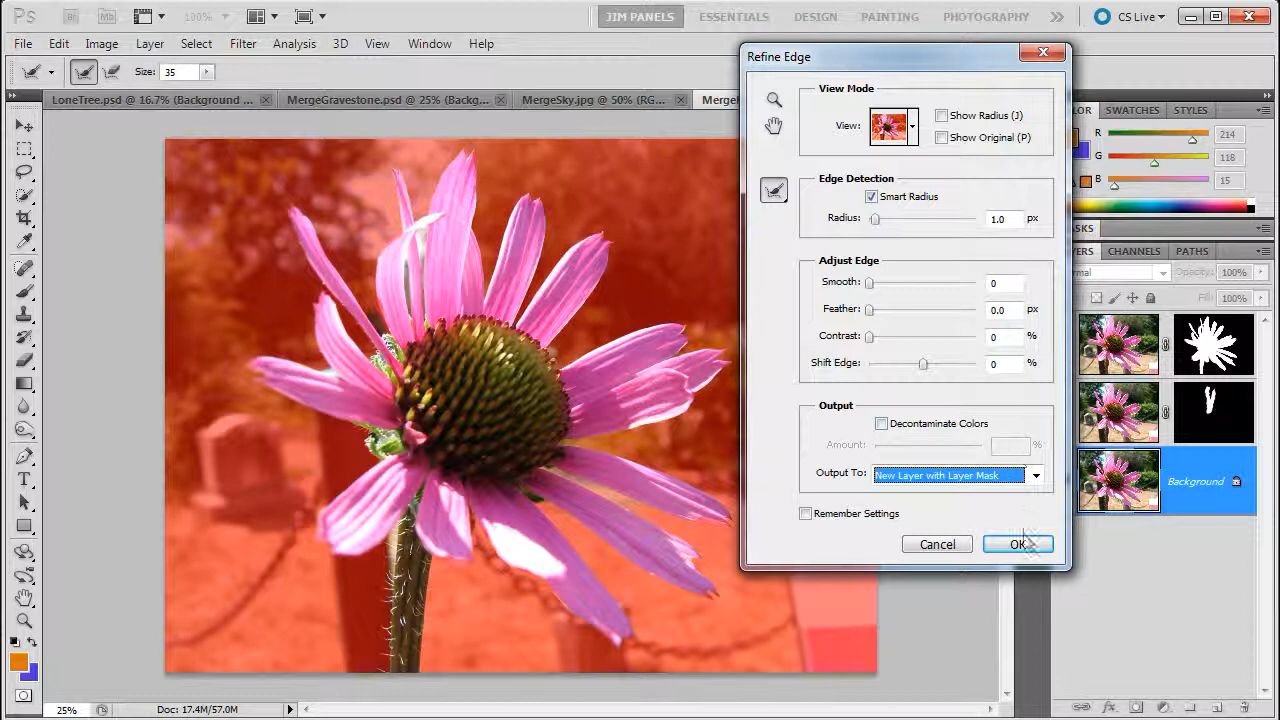 Ps
Br
Mb
100%
JIM PANELS
ESSENTIALS
DESIGN
PAINTING
PHOTOGRAPHY
CS Live
File Edit Image Layer Select Filter Analysis 3D View Window Help
Size: 35
LoneTree.psd @ 16.7% (Background ...
MergeGravestone.psd @ 25% (Backg...
MergeSky.jpg @ 50% (RG...
Refine Edge
View Mode
View:
Show Radius (J)
Show Original (P)
Edge Detection
Smart Radius
Radius: 1.0 px
Adjust Edge
Smooth: 0
Feather: 0.0 px
Contrast: 0 %
Shift Edge: 0 %
Output
Decontaminate Colors
Amount: %
Output To: New Layer with Layer Mask
Remember Settings
Cancel
OK
SWATCHES STYLES
R 214
G 118
B 15
CHANNELS PATHS
Opacity: 100%
Fill: 100%
Background
25%
Doc: 17.4M/57.0M